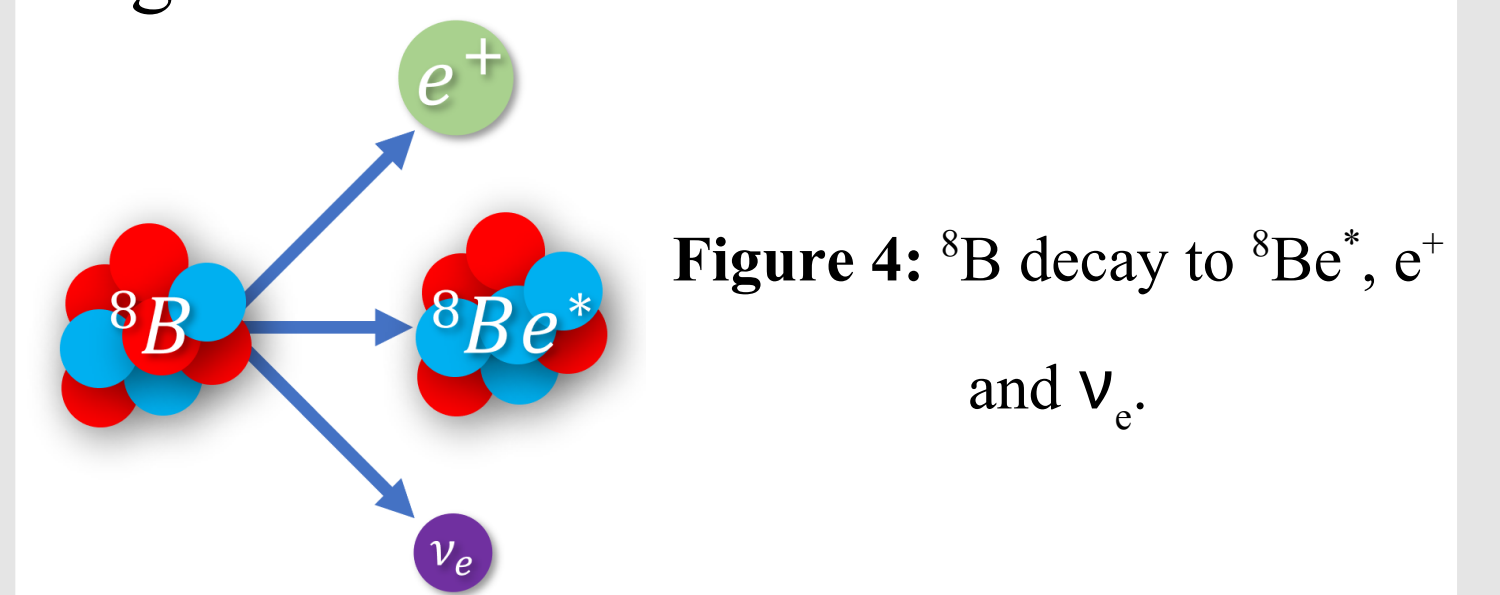 e⁺
⁸B
⁸Be*
νₑ
Figure 4: ⁸B decay to ⁸Be*, e⁺
and νₑ.